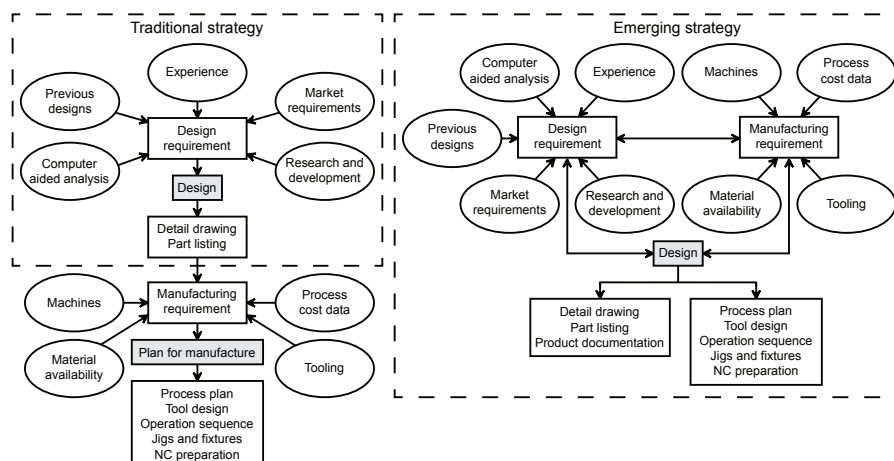 Traditional strategy
Experience
Previous
designs
Market
requirements
Design
requirement
Computer
aided analysis
Research and
development
Design
Detail drawing
Part listing
Machines
Manufacturing
requirement
Process
cost data
Material
availability
Plan for manufacture
Tooling
Process plan
Tool design
Operation sequence
Jigs and fixtures
NC preparation
Emerging strategy
Computer
aided analysis
Experience
Machines
Process
cost data
Previous
designs
Design
requirement
Manufacturing
requirement
Market
requirements
Research and
development
Material
availability
Tooling
Design
Detail drawing
Part listing
Product documentation
Process plan
Tool design
Operation sequence
Jigs and fixtures
NC preparation